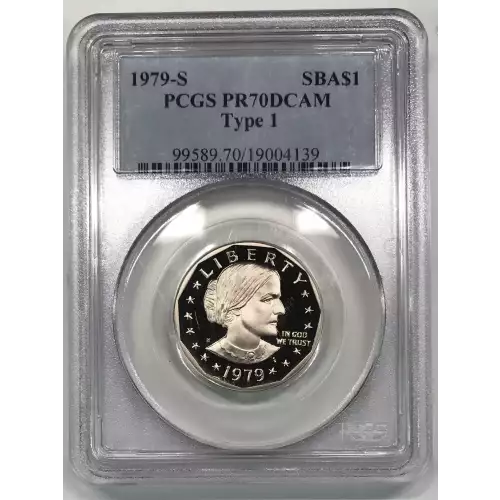 1979-S SBA$1
PCGS PR70DCAM
Type 1
99589.70/19004139
LIBERTY
IN GOD
WE TRUST
S
1979